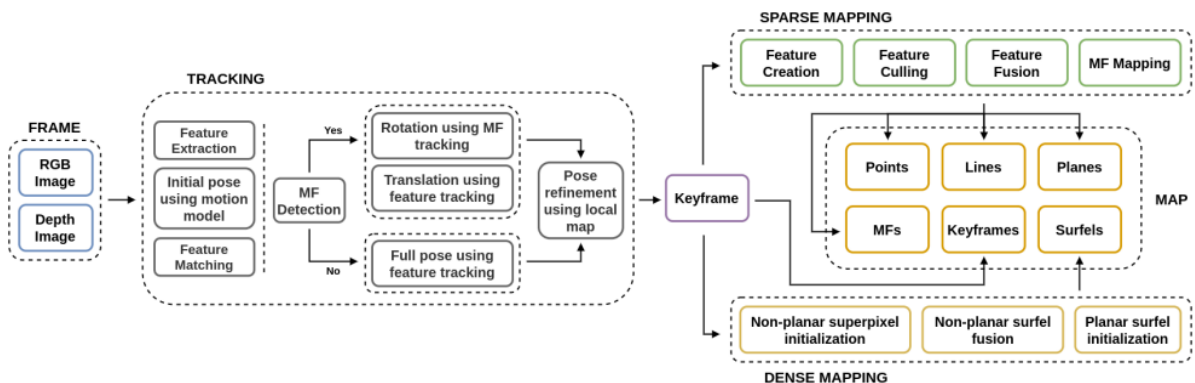 FRAME
RGB
Image
Depth
Image
TRACKING
Feature
Extraction
Initial pose
using motion
model
Feature
Matching
MF
Detection
Yes
No
Rotation using MF
tracking
Translation using
feature tracking
Full pose using
feature tracking
Pose
refinement
using local
map
Keyframe
SPARSE MAPPING
Feature
Creation
Feature
Culling
Feature
Fusion
MF Mapping
Points
Lines
Planes
MFs
Keyframes
Surfels
MAP
Non-planar superpixel
initialization
Non-planar surfel
fusion
Planar surfel
initialization
DENSE MAPPING